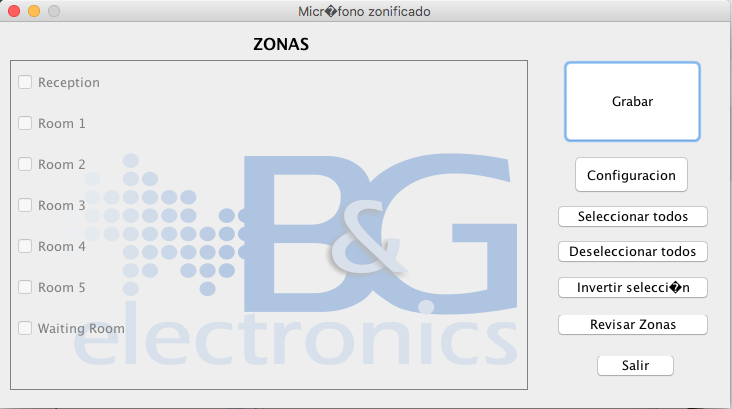 Micr�fono zonificado
ZONAS
Reception
Room 1
Room 2
Room 3
Room 4
Room 5
Waiting Room
B&G
electronics
Grabar
Configuracion
Seleccionar todos
Deseleccionar todos
Invertir selecci�n
Revisar Zonas
Salir